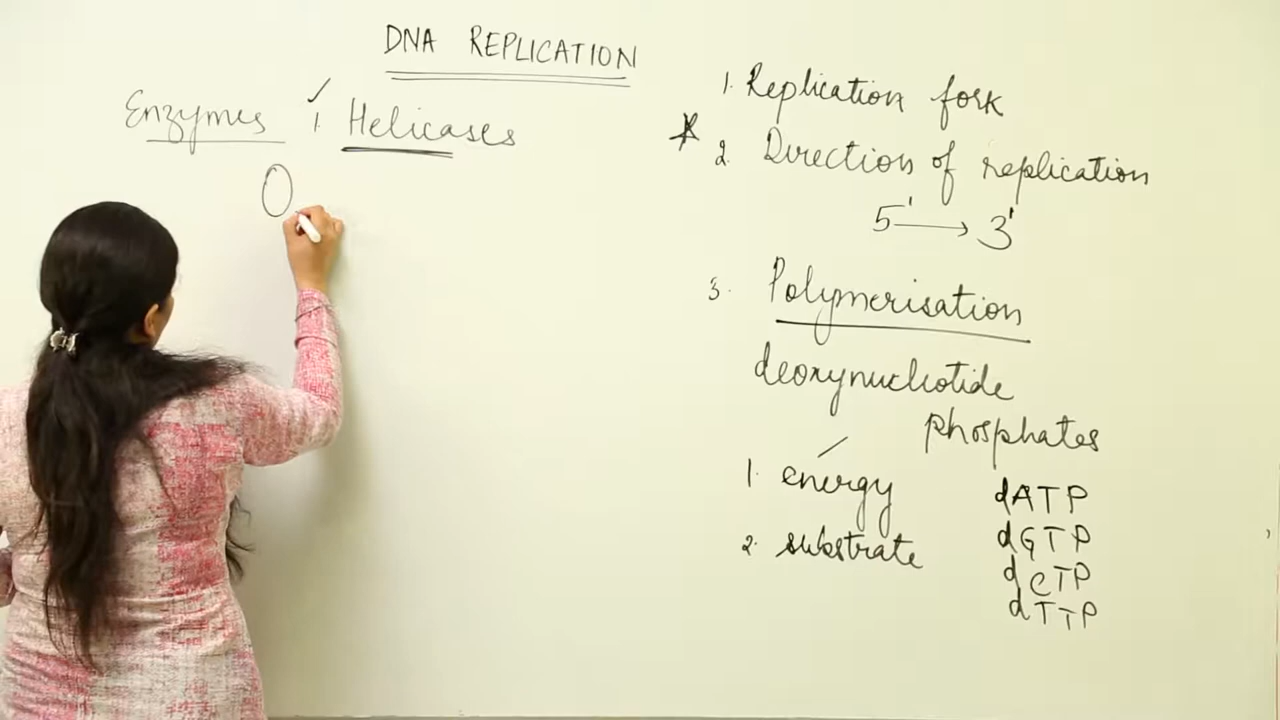 DNA REPLICATION
Enzymes 1. Helicases
1. Replication fork
2. Direction of replication
5' → 3'
3. Polymerisation
deoxynucleotide
phosphates
1. energy
2. substrate
dATP
dGTP
dCTP
dTTP